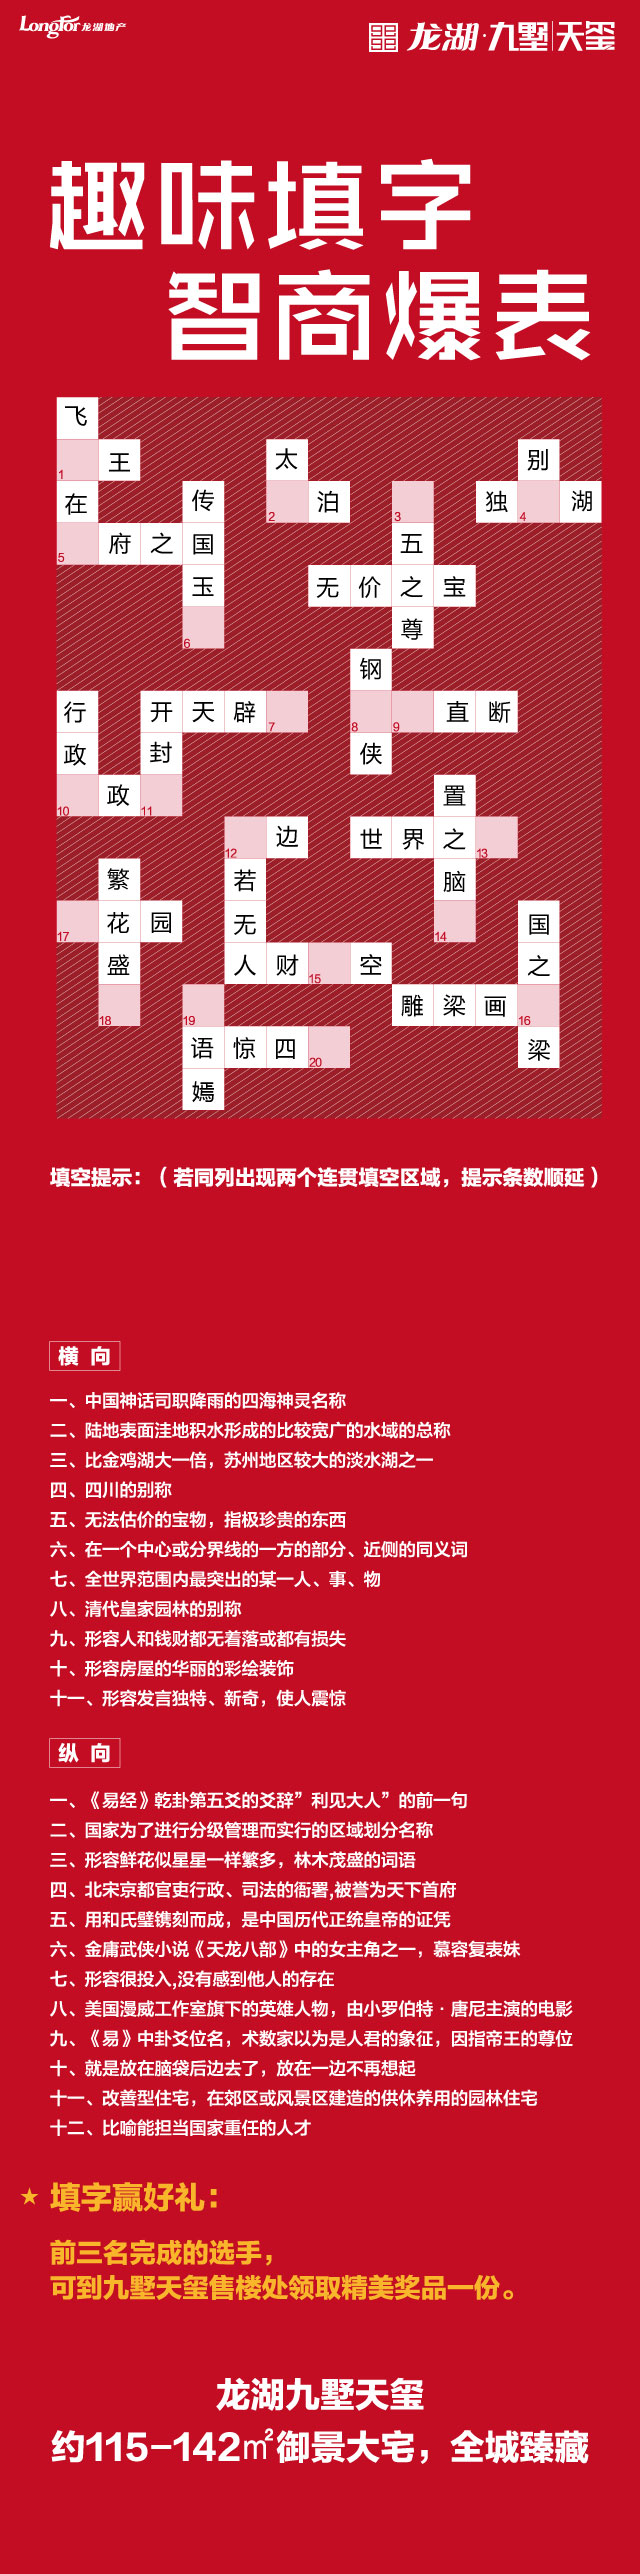 Longfor 龙湖地产
龙湖·九墅 天玺
趣味填字
智商爆表
飞
1 王 太 别
在 传 2 泊 3 独 4 湖
5 府之国 五
玉 无价之宝
6 尊
钢
行 开天辟 7 8 9 直断
政 封 侠
10 政 11 置
12 边 世界之 13
繁 若 脑
17 花园 无 14 国
盛 人财 15 空 之
18 19 雕梁画 16
语惊四 20 梁
嫣
填空提示：（若同列出现两个连贯填空区域，提示条数顺延）
横 向
一、中国神话司职降雨的四海神灵名称
二、陆地表面洼地积水形成的比较宽广的水域的总称
三、比金鸡湖大一倍，苏州地区较大的淡水湖之一
四、四川的别称
五、无法估价的宝物，指极珍贵的东西
六、在一个中心或分界线的一方的部分、近侧的同义词
七、全世界范围内最突出的某一人、事、物
八、清代皇家园林的别称
九、形容人和钱财都无着落或都有损失
十、形容房屋的华丽的彩绘装饰
十一、形容发言独特、新奇，使人震惊
纵 向
一、《易经》乾卦第五爻的爻辞”利见大人”的前一句
二、国家为了进行分级管理而实行的区域划分名称
三、形容鲜花似星星一样繁多，林木茂盛的词语
四、北宋京都官吏行政、司法的衙署,被誉为天下首府
五、用和氏璧镌刻而成，是中国历代正统皇帝的证凭
六、金庸武侠小说《天龙八部》中的女主角之一，慕容复表妹
七、形容很投入,没有感到他人的存在
八、美国漫威工作室旗下的英雄人物，由小罗伯特·唐尼主演的电影
九、《易》中卦爻位名，术数家以为是人君的象征，因指帝王的尊位
十、就是放在脑袋后边去了，放在一边不再想起
十一、改善型住宅，在郊区或风景区建造的供休养用的园林住宅
十二、比喻能担当国家重任的人才
★ 填字赢好礼：
前三名完成的选手，
可到九墅天玺售楼处领取精美奖品一份。
龙湖九墅天玺
约115-142㎡御景大宅，全城臻藏